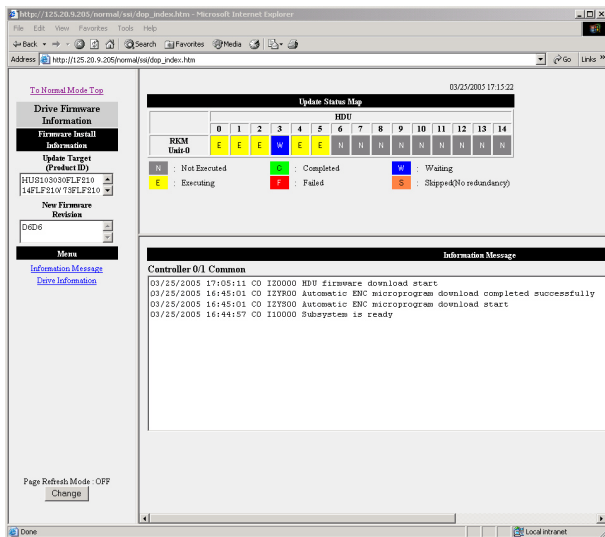 http://125.20.9.205/normal/ssi/dop_index.htm - Microsoft Internet Explorer
File Edit View Favorites Tools Help
Back Search Favorites Media
Address http://125.20.9.205/normal/ssi/dop_index.htm Go Links »
To Normal Mode Top
Drive Firmware
Information
Firmware Install
Information
Update Target
(Product ID)
HUS103030FLF210
14FLF210/73FLF210
New Firmware
Revision
D6D6
Menu
Information Message
Drive Information
Page Refresh Mode : OFF
Change
03/25/2005 17:15:22
Update Status Map
HDU
0 1 2 3 4 5 6 7 8 9 10 11 12 13 14
RKM
Unit-0
E E E W E E N N N N N N N N N
N : Not Executed C : Completed W : Waiting
E : Executing F : Failed S : Skipped(No redundancy)
Information Message
Controller 0/1 Common
03/25/2005 17:05:11 C0 IZ0000 HDU firmware download start
03/25/2005 16:45:01 C0 IZYR00 Automatic ENC microprogram download completed successfully
03/25/2005 16:45:01 C0 IZYS00 Automatic ENC microprogram download start
03/25/2005 16:44:57 C0 I10000 Subsystem is ready
Done Local intranet